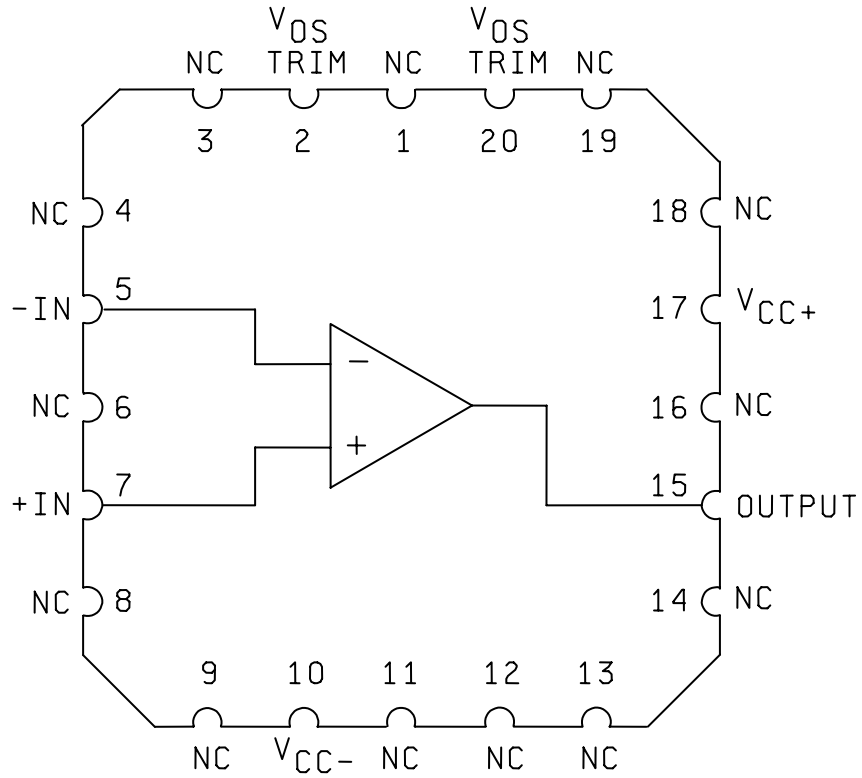 VOS VOS
NC TRIM NC TRIM NC
3 2 1 20 19
NC 4 18 NC
-IN 5 17 VCC+
−
NC 6 16 NC
+
+IN 7 15 OUTPUT
NC 8 14 NC
9 10 11 12 13
NC VCC- NC NC NC